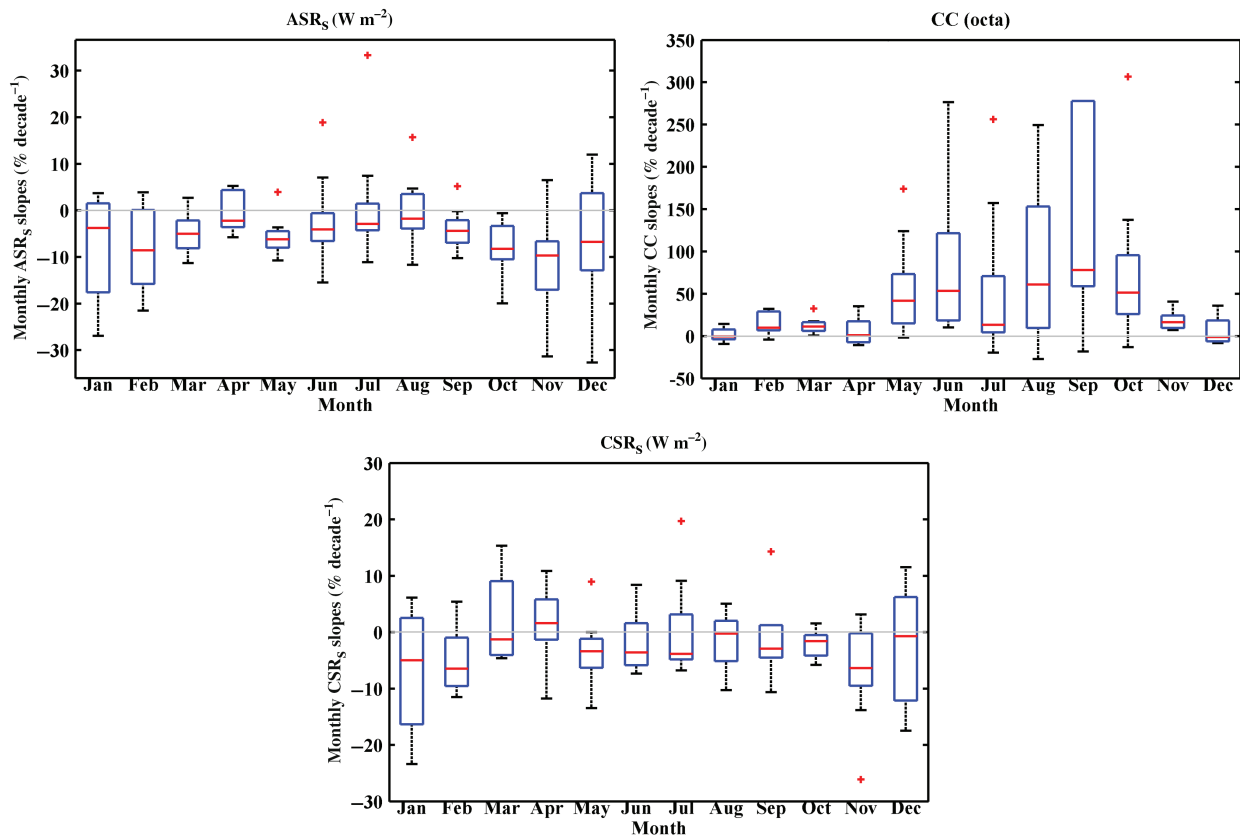 ASRS (W m−2)
Monthly ASRS slopes (% decade−1)
30
20
10
0
−10
−20
−30
Jan Feb Mar Apr May Jun Jul Aug Sep Oct Nov Dec
Month
CC (octa)
Monthly CC slopes (% decade−1)
350
300
250
200
150
100
50
0
−50
Jan Feb Mar Apr May Jun Jul Aug Sep Oct Nov Dec
Month
CSRS (W m−2)
Monthly CSRS slopes (% decade−1)
30
20
10
0
−10
−20
−30
Jan Feb Mar Apr May Jun Jul Aug Sep Oct Nov Dec
Month